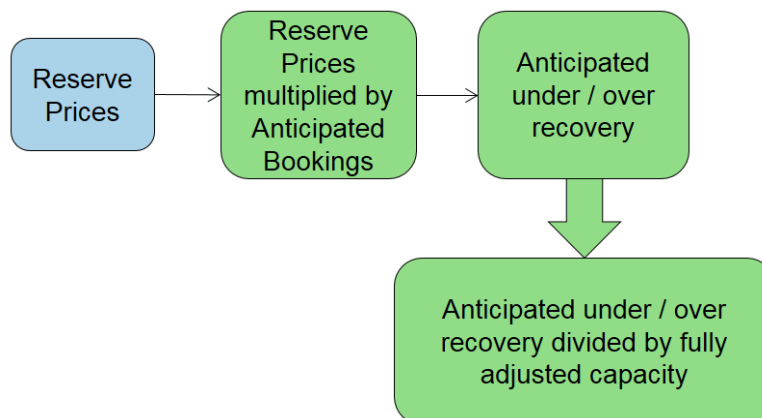 Reserve
Prices
Reserve
Prices
multiplied by
Anticipated
Bookings
Anticipated
under / over
recovery
Anticipated under / over
recovery divided by fully
adjusted capacity